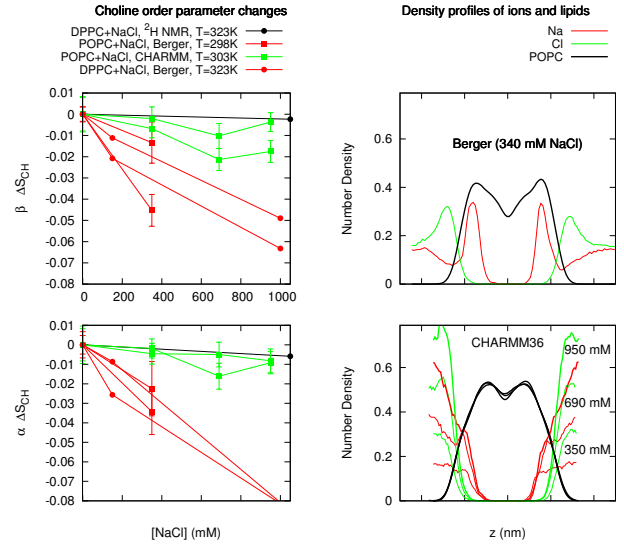 Choline order parameter changes
DPPC+NaCl, ²H NMR, T=323K
POPC+NaCl, Berger, T=298K
POPC+NaCl, CHARMM, T=303K
DPPC+NaCl, Berger, T=323K
0.01
0
-0.01
-0.02
-0.03
-0.04
-0.05
-0.06
-0.07
-0.08
β ΔS_CH
0
200
400
600
800
1000
0.01
0
-0.01
-0.02
-0.03
-0.04
-0.05
-0.06
-0.07
-0.08
α ΔS_CH
[NaCl] (mM)
Density profiles of ions and lipids
Na
Cl
POPC
Berger (340 mM NaCl)
Number Density
0.6
0.4
0.2
0
CHARMM36
950 mM
690 mM
350 mM
Number Density
0.6
0.4
0.2
0
z (nm)